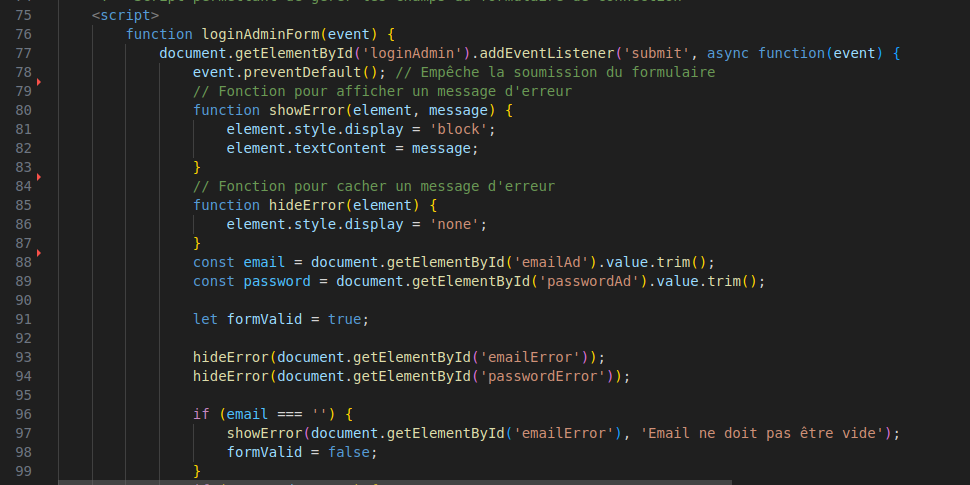 75 <script>
76 function loginAdminForm(event) {
77 document.getElementById('loginAdmin').addEventListener('submit', async function(event) {
78 event.preventDefault(); // Empêche la soumission du formulaire
79 // Fonction pour afficher un message d'erreur
80 function showError(element, message) {
81 element.style.display = 'block';
82 element.textContent = message;
83 }
84 // Fonction pour cacher un message d'erreur
85 function hideError(element) {
86 element.style.display = 'none';
87 }
88 const email = document.getElementById('emailAd').value.trim();
89 const password = document.getElementById('passwordAd').value.trim();
90
91 let formValid = true;
92
93 hideError(document.getElementById('emailError'));
94 hideError(document.getElementById('passwordError'));
95
96 if (email === '') {
97 showError(document.getElementById('emailError'), 'Email ne doit pas être vide');
98 formValid = false;
99 }